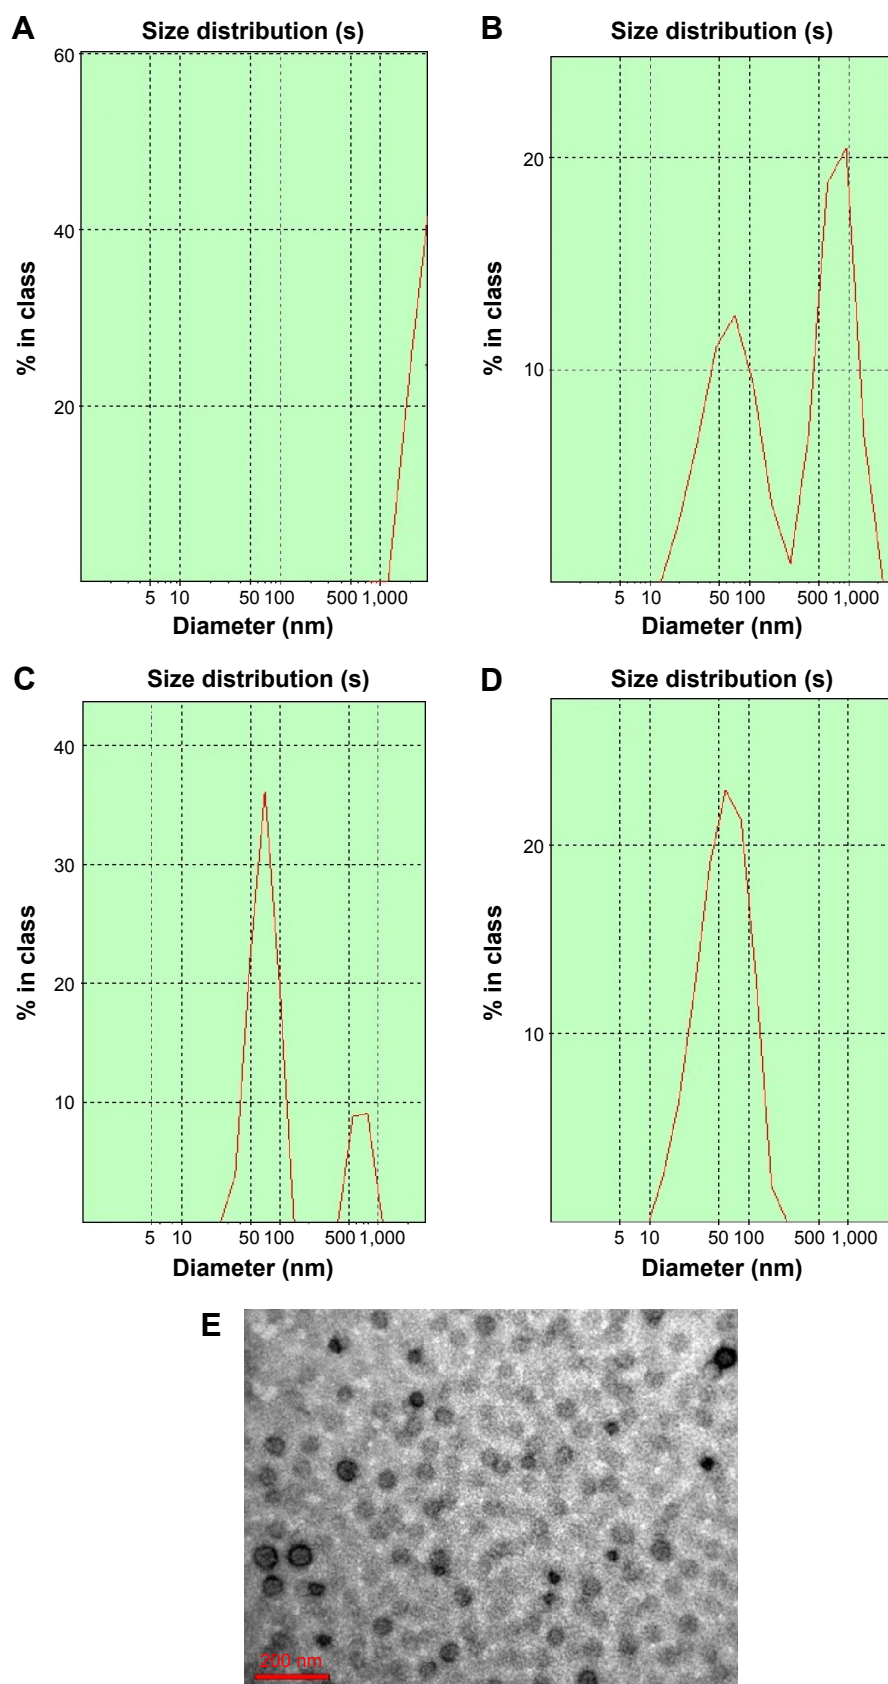 A
Size distribution (s)
60
40
20
% in class
5 10 50 100 500 1,000
Diameter (nm)
B
Size distribution (s)
20
10
% in class
5 10 50 100 500 1,000
Diameter (nm)
C
Size distribution (s)
40
30
20
10
% in class
5 10 50 100 500 1,000
Diameter (nm)
D
Size distribution (s)
20
10
% in class
5 10 50 100 500 1,000
Diameter (nm)
E
200 nm